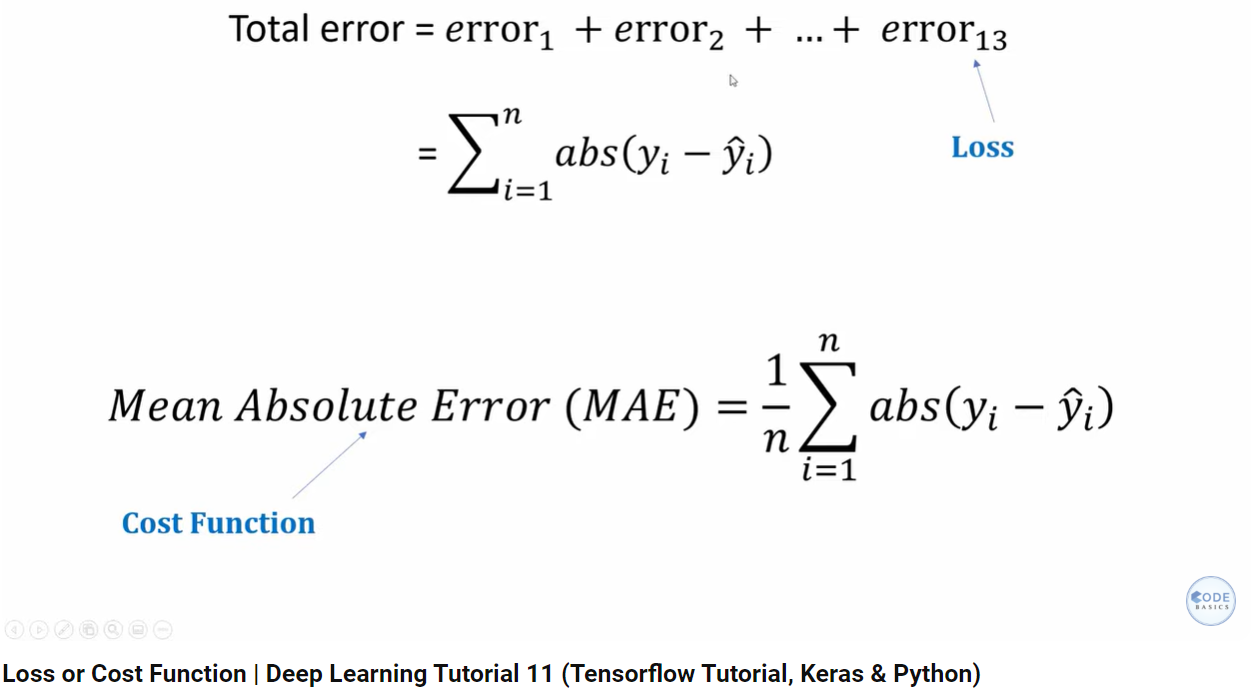 Total error = error₁ + error₂ + ... + error₁₃
= ∑ⁿᵢ₌₁ abs(yᵢ − ŷᵢ)
Loss
Mean Absolute Error (MAE) = 1/n ∑ⁿᵢ₌₁ abs(yᵢ − ŷᵢ)
Cost Function
CODE
BASICS
Loss or Cost Function | Deep Learning Tutorial 11 (Tensorflow Tutorial, Keras & Python)